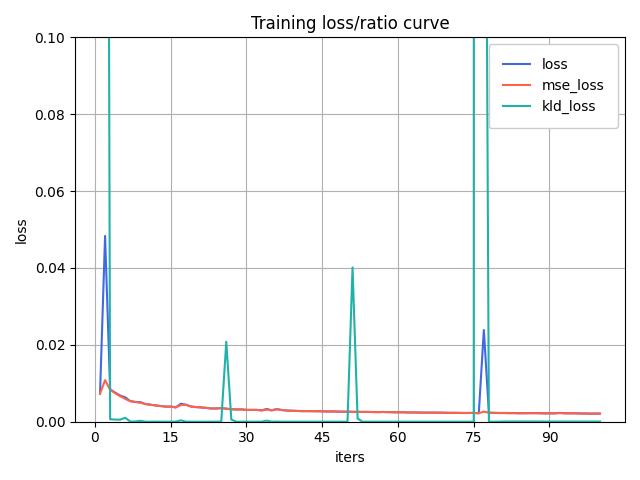 Training loss/ratio curve
0.10
0.08
0.06
0.04
0.02
0.00
loss
loss
mse_loss
kld_loss
0 15 30 45 60 75 90
iters